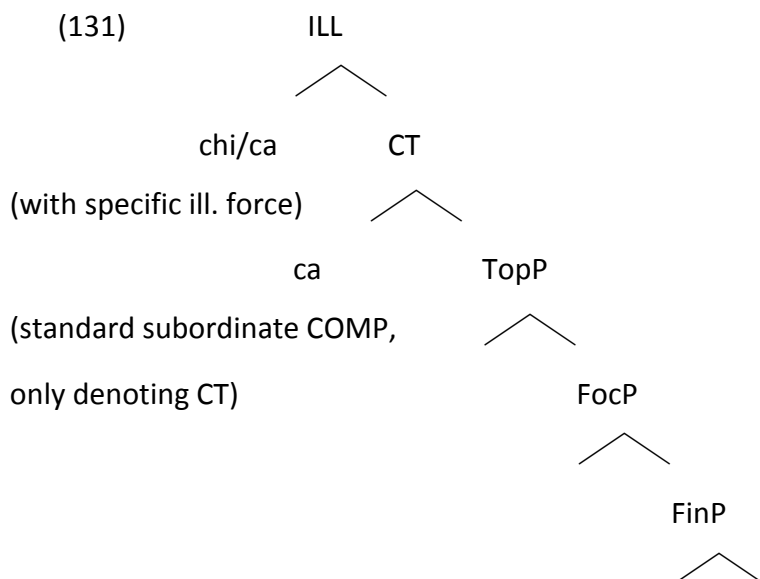 (131) ILL
chi/ca CT
(with specific ill. force)
ca TopP
(standard subordinate COMP,
only denoting CT) FocP
FinP